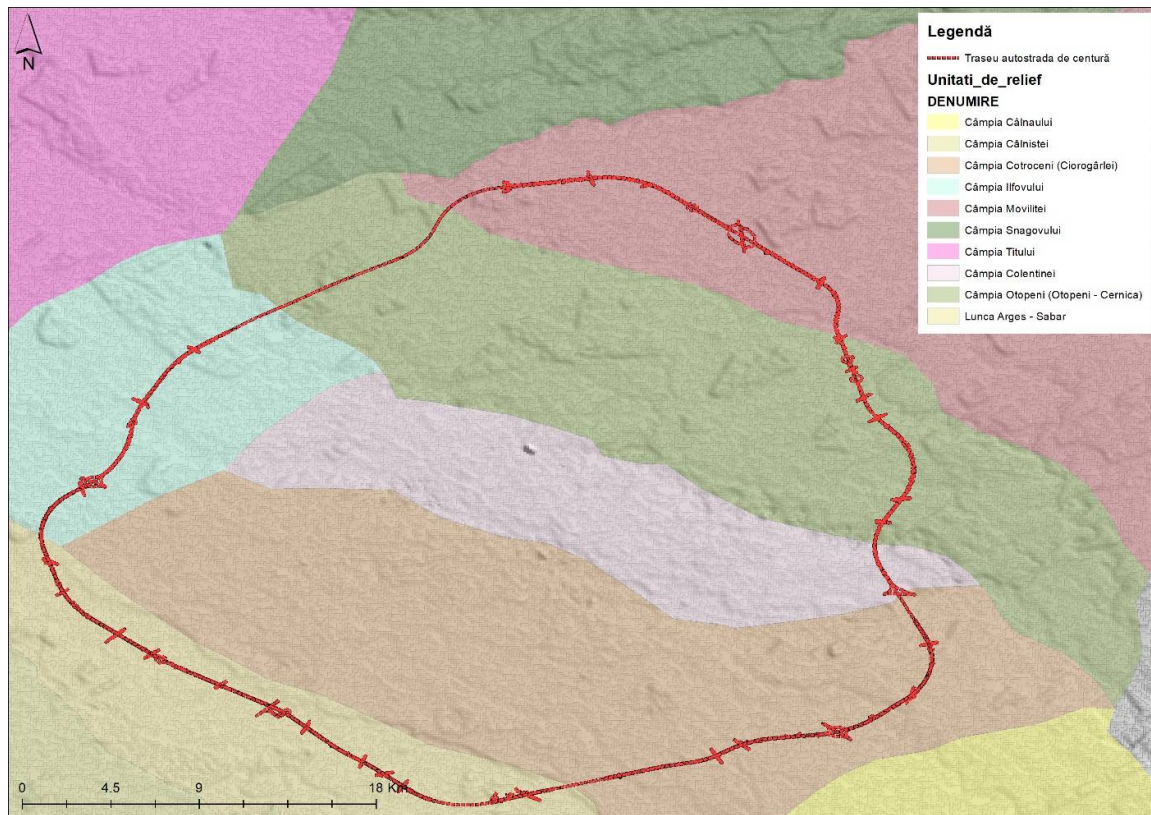 N
Legendă
Traseu autostrada de centură
Unitati_de_relief
DENUMIRE
Câmpia Câlnaului
Câmpia Câlnistei
Câmpia Cotroceni (Ciorogârlei)
Câmpia Ilfovului
Câmpia Movilitei
Câmpia Snagovului
Câmpia Titului
Câmpia Colentinei
Câmpia Otopeni (Otopeni - Cernica)
Lunca Arges - Sabar
0 4.5 9 18 Km